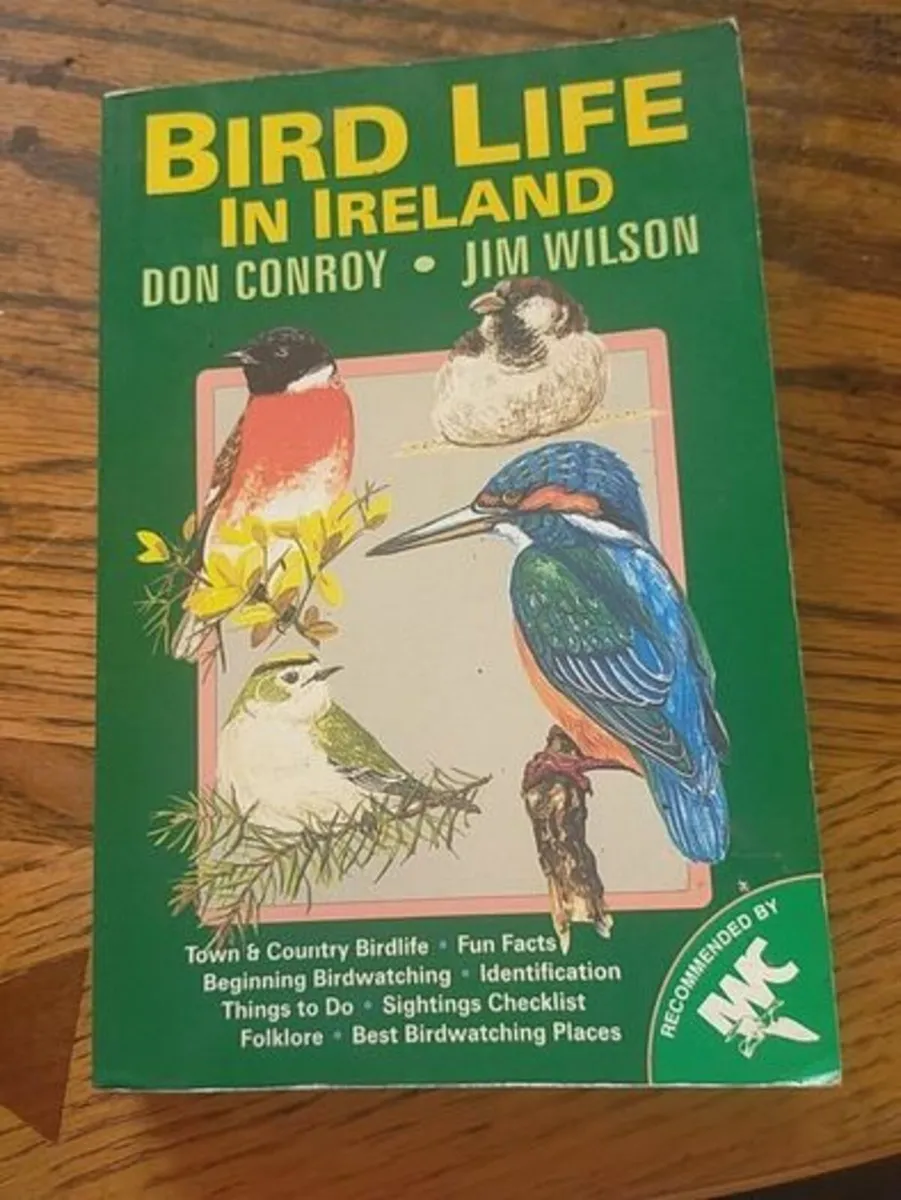 BIRD LIFE
IN IRELAND
DON CONROY • JIM WILSON
Town & Country Birdlife • Fun Facts
Beginning Birdwatching • Identification
Things to Do • Sightings Checklist
Folklore • Best Birdwatching Places
RECOMMENDED BY
IWC